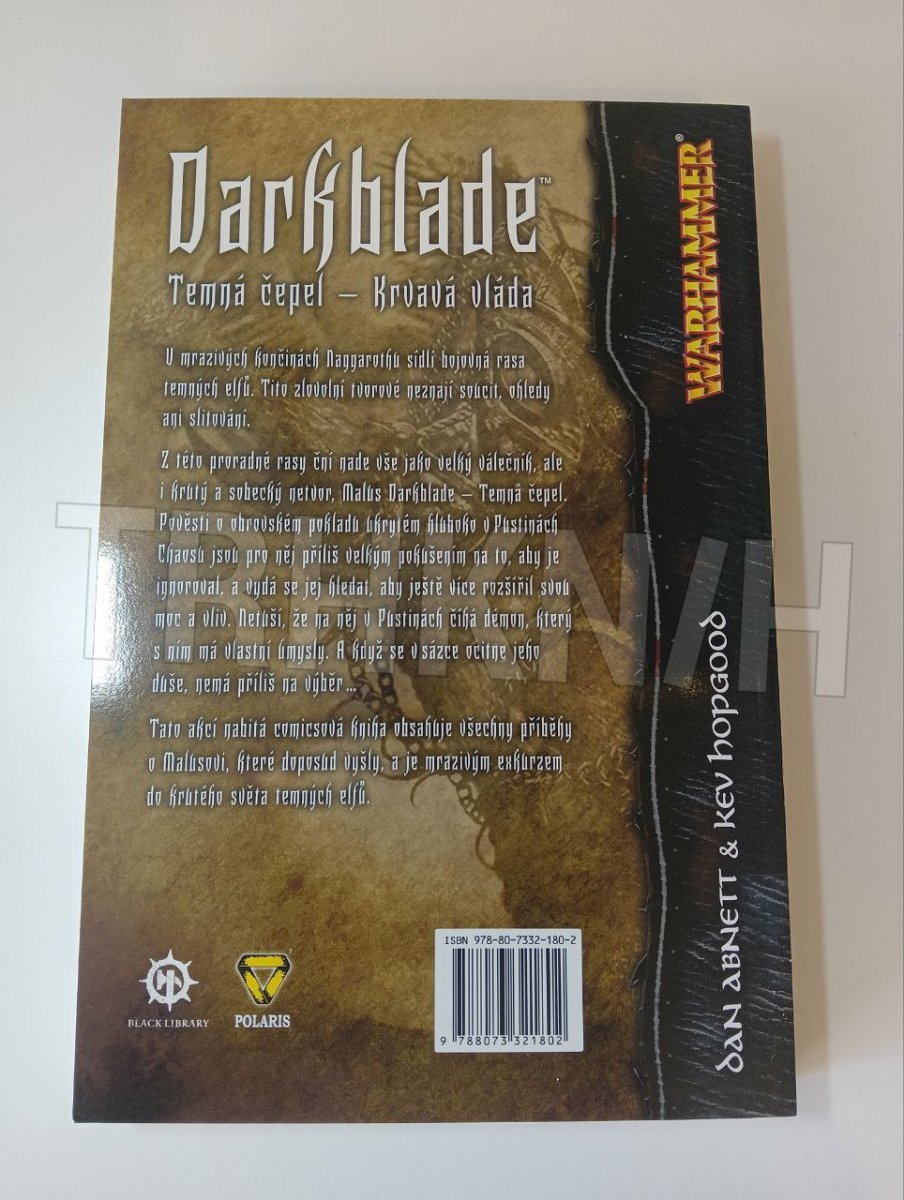 Darkblade™
Temná čepel – Krvavá vláda
V mrazivých končinách Naggarothu sídlí bojovná rasa
temných elfů. Tito zlovolní tvorové neznají soucit, ohledy
ani slitování.
Z této proradné rasy ční nade vše jako velký válečník, ale
i krutý a sobecký netvor, Malus Darkblade – Temná čepel.
Pověsti o obrovském pokladu ukrytém hluboko v Pustinách
Chaosu jsou pro něj příliš velkým pokušením na to, aby je
ignoroval, a vydá se jej hledat, aby ještě více rozšířil svou
moc a vliv. Netuší, že na něj v Pustinách číhá démon, který
s ním má vlastní úmysly. A když se v sázce ocitne jeho
duše, nemá příliš na výběr...
Tato akcí nabitá comicsová kniha obsahuje všechny příběhy
o Malusovi, které doposud vyšly, a je mrazivým exkurzem
do krutého světa temných elfů.
WARHAMMER®
DAN ABNETT & KEV HOPGOOD
BLACK LIBRARY
POLARIS
ISBN 978-80-7332-180-2
9 788073 321802